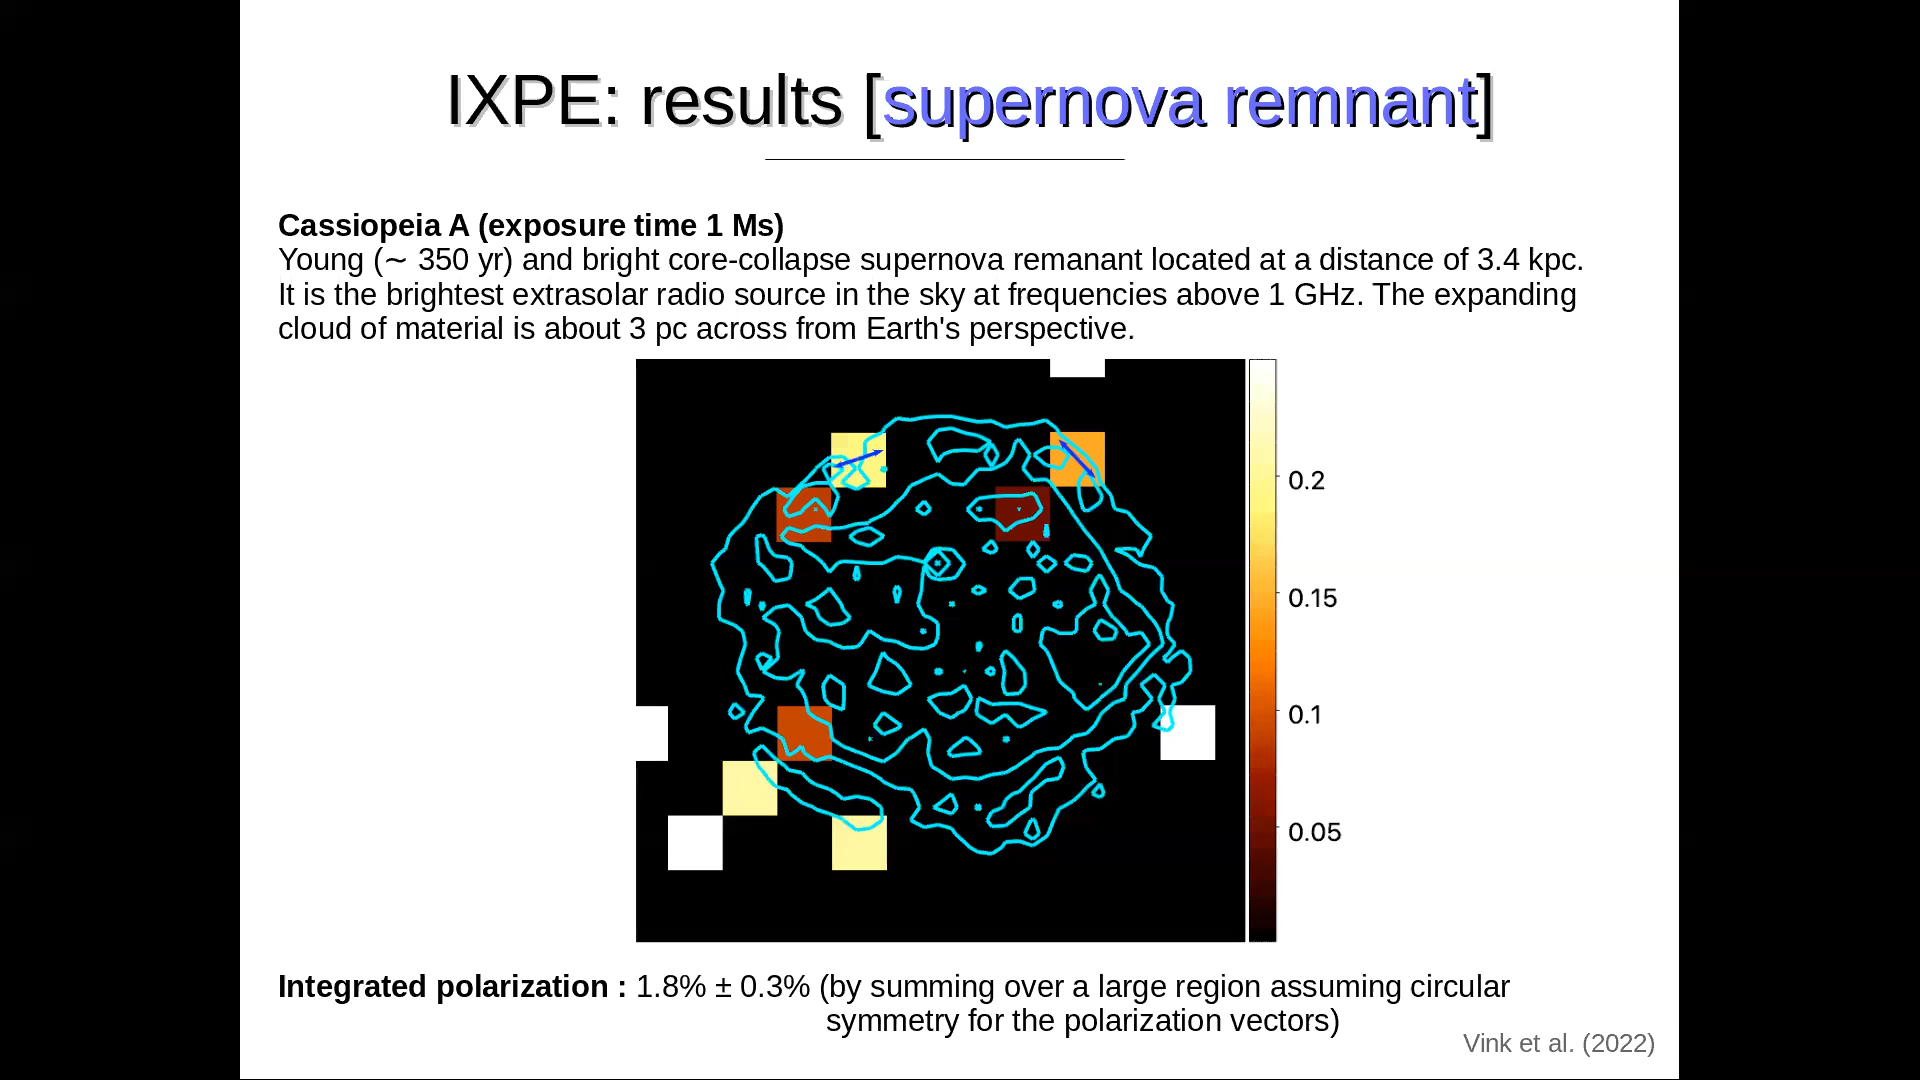 IXPE: results [supernova remnant]
Cassiopeia A (exposure time 1 Ms)
Young (∼ 350 yr) and bright core-collapse supernova remanant located at a distance of 3.4 kpc.
It is the brightest extrasolar radio source in the sky at frequencies above 1 GHz. The expanding
cloud of material is about 3 pc across from Earth's perspective.
0.2
0.15
0.1
0.05
Integrated polarization : 1.8% ± 0.3% (by summing over a large region assuming circular
symmetry for the polarization vectors)
Vink et al. (2022)